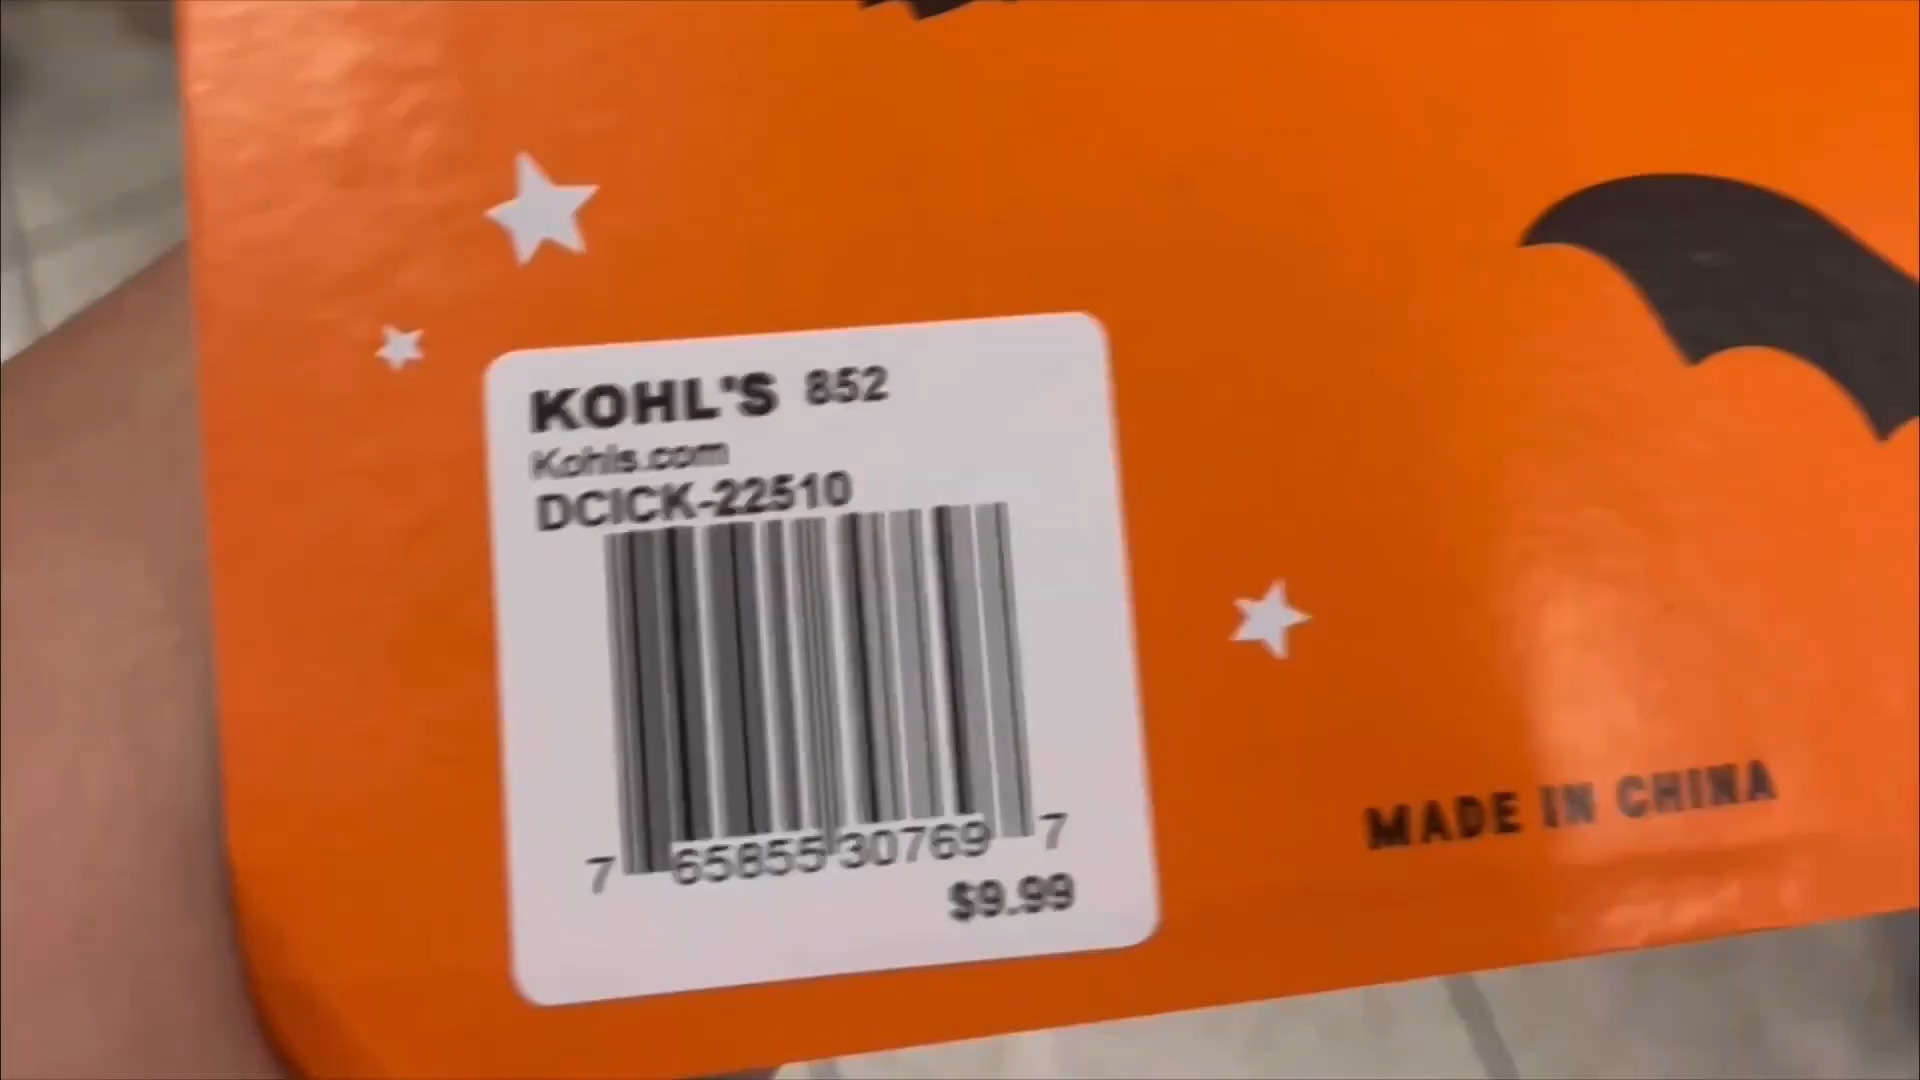 KOHL'S 852
Kohls.com
DCICK-22510
7 65855 30769 7
$9.99
MADE IN CHINA